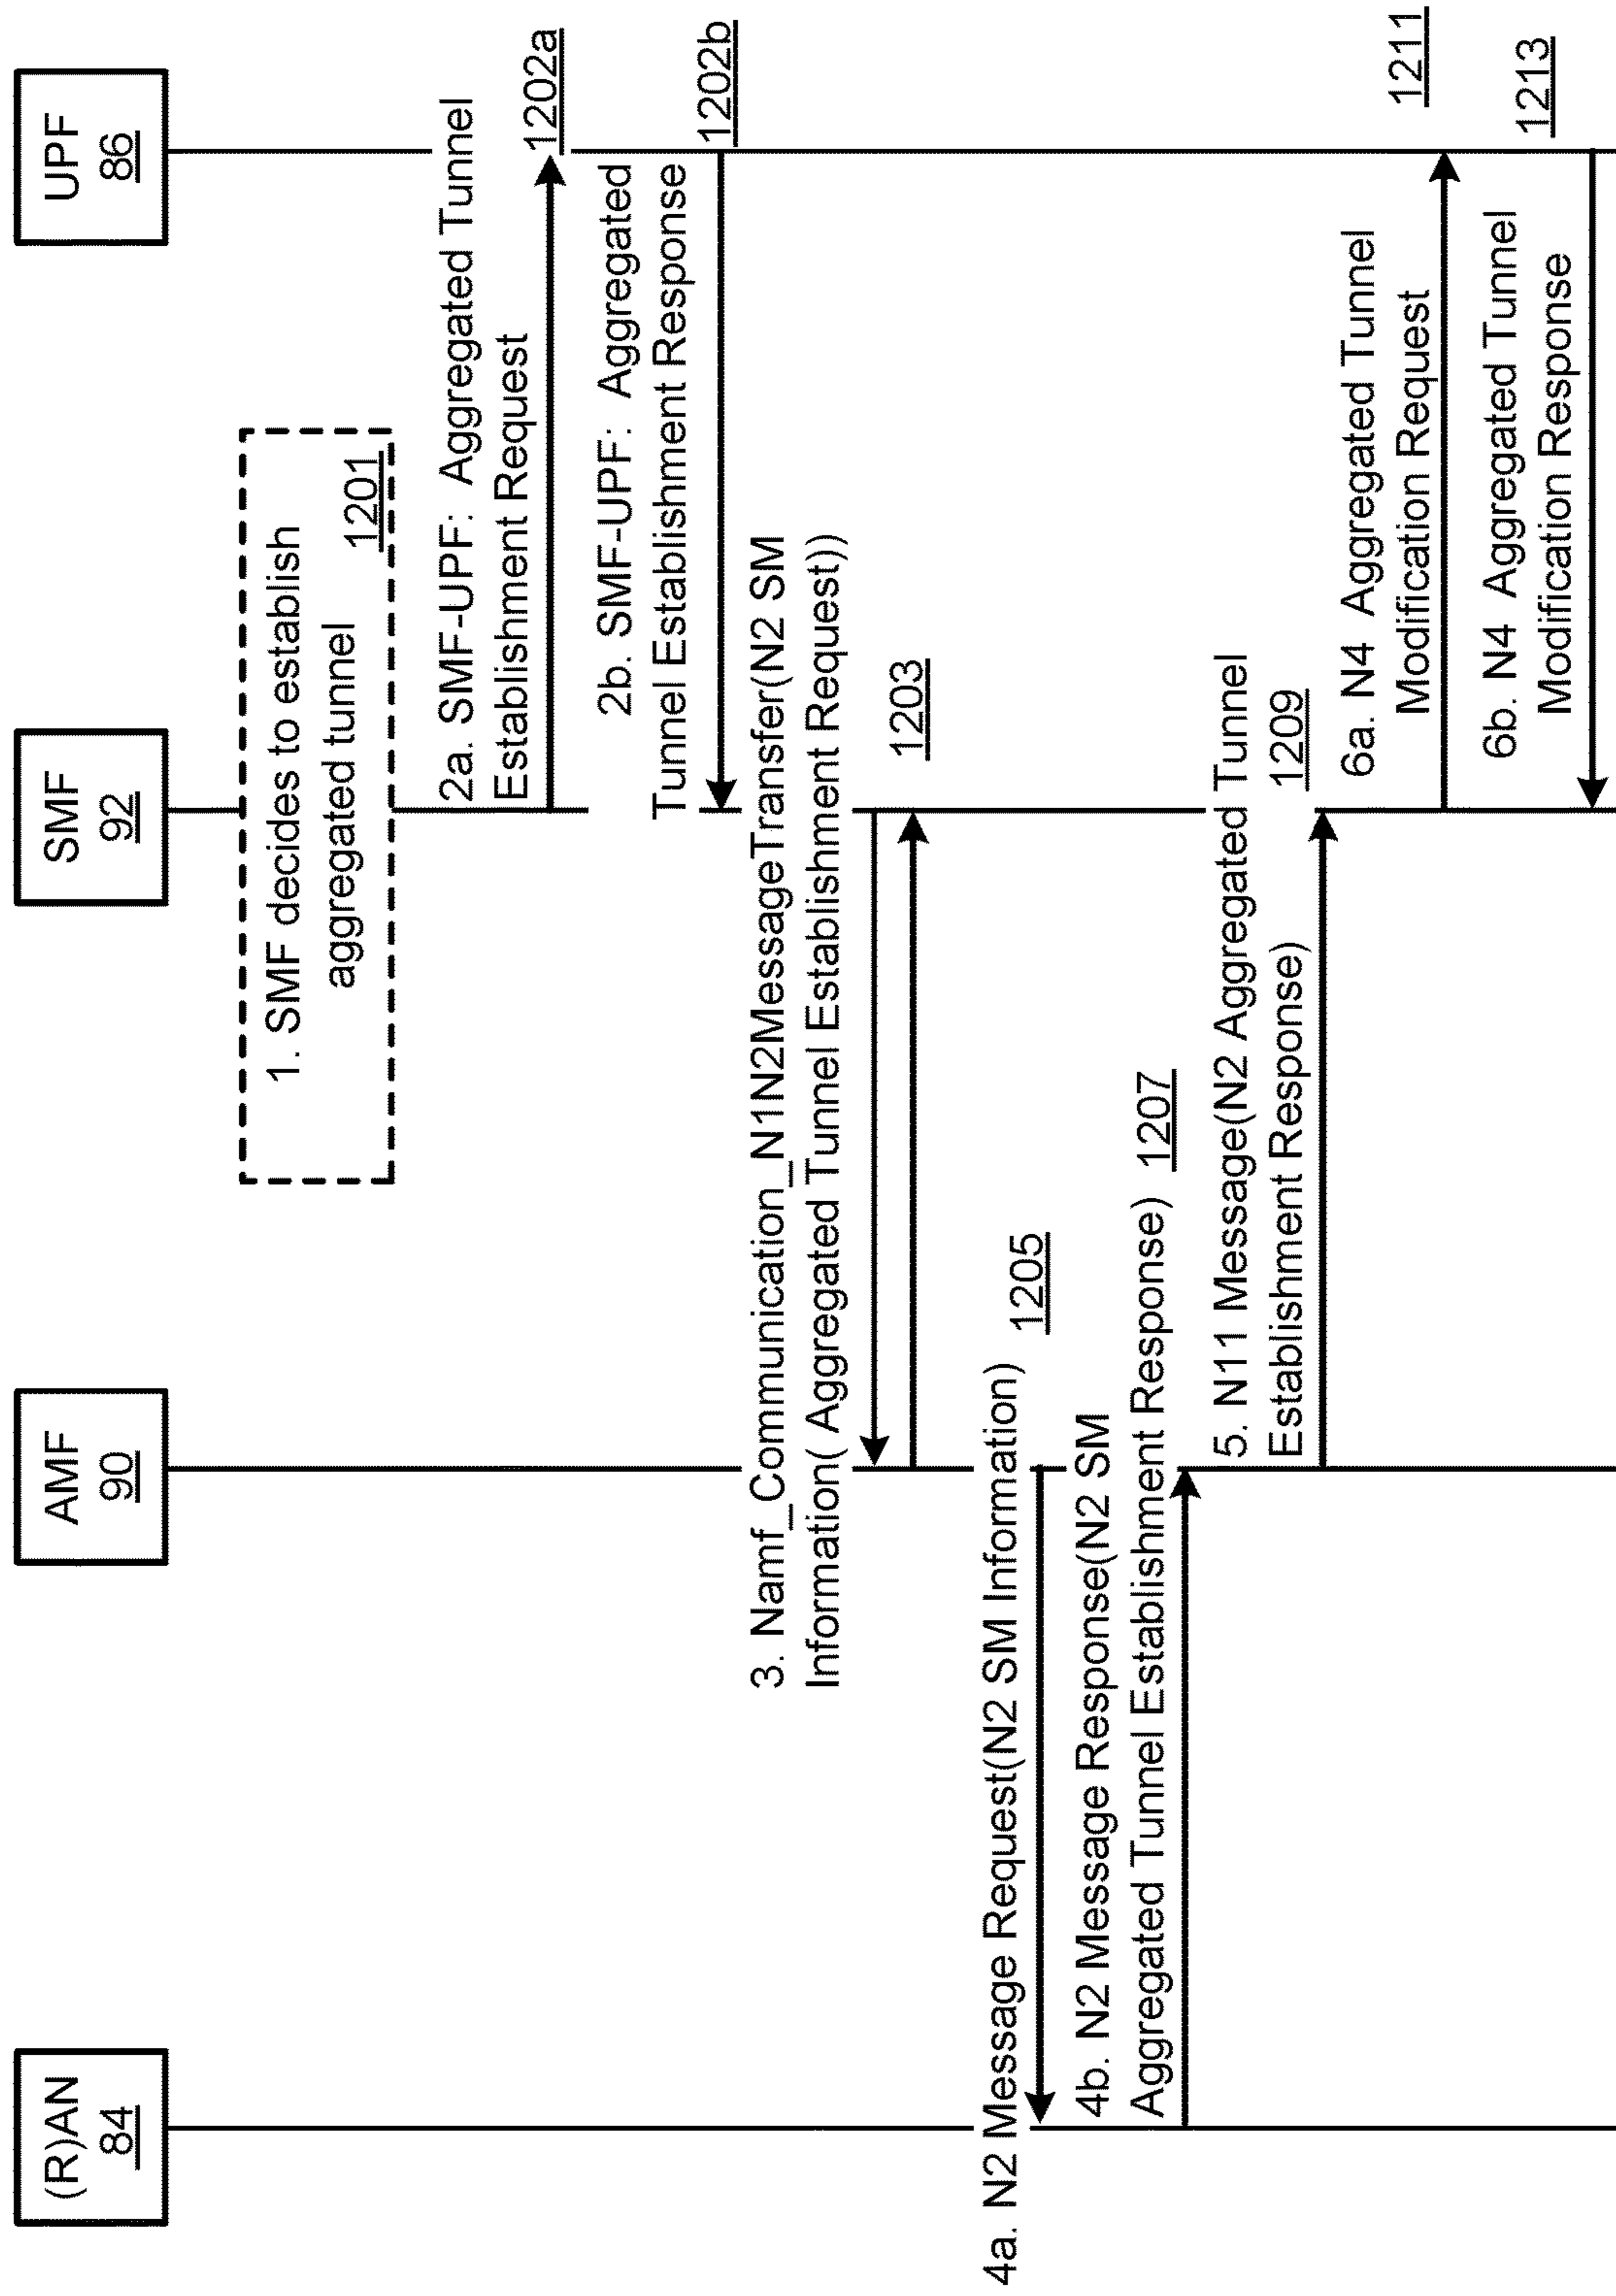 (R)AN
84
AMF
90
SMF
92
UPF
86
1. SMF decides to establish
aggregated tunnel
1201
2a. SMF-UPF: Aggregated Tunnel
Establishment Request
1202a
2b. SMF-UPF: Aggregated
Tunnel Establishment Response
1202b
3. Namf_Communication_N1N2MessageTransfer(N2 SM
Information( Aggregated Tunnel Establishment Request))
1203
4a. N2 Message Request(N2 SM Information)
1205
4b. N2 Message Response(N2 SM
Aggregated Tunnel Establishment Response)
1207
5. N11 Message(N2 Aggregated Tunnel
Establishment Response)
1209
6a. N4 Aggregated Tunnel
Modification Request
1211
6b. N4 Aggregated Tunnel
Modification Response
1213